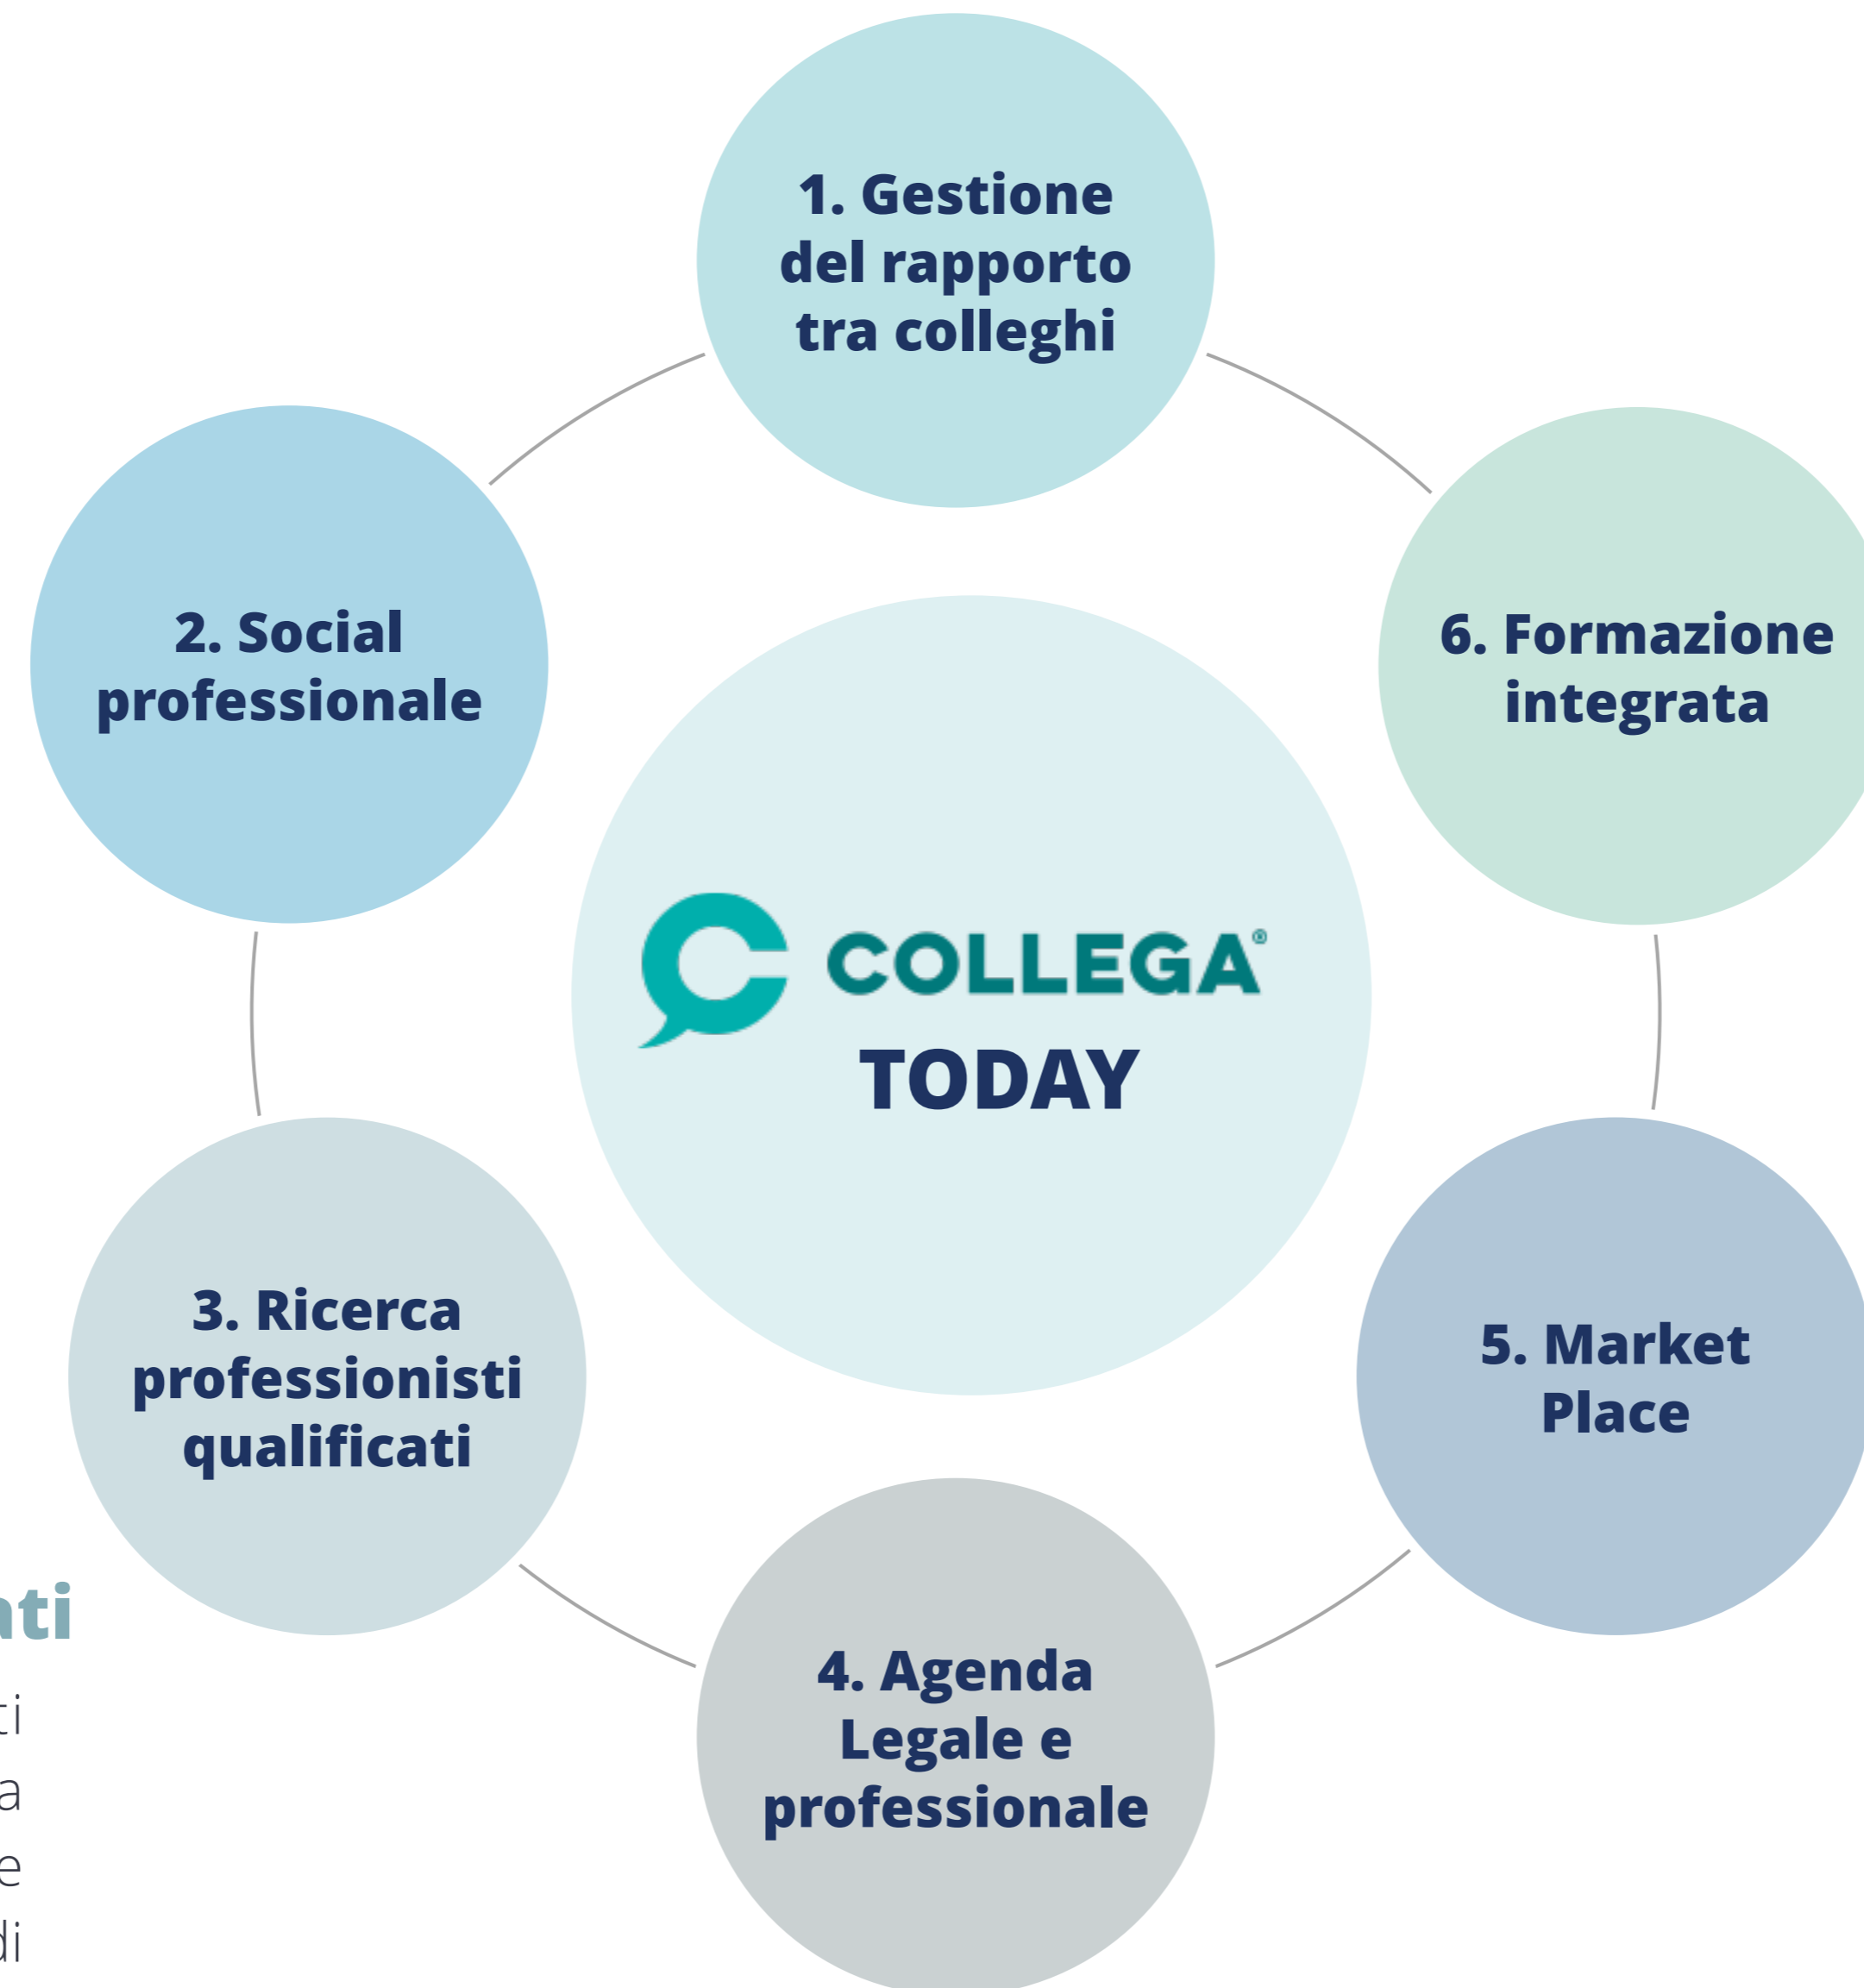 1. Gestione
del rapporto
tra colleghi
2. Social
professionale
6. Formazione
integrata
COLLEGA®
TODAY
3. Ricerca
professionisti
qualificati
5. Market
Place
4. Agenda
Legale e
professionale